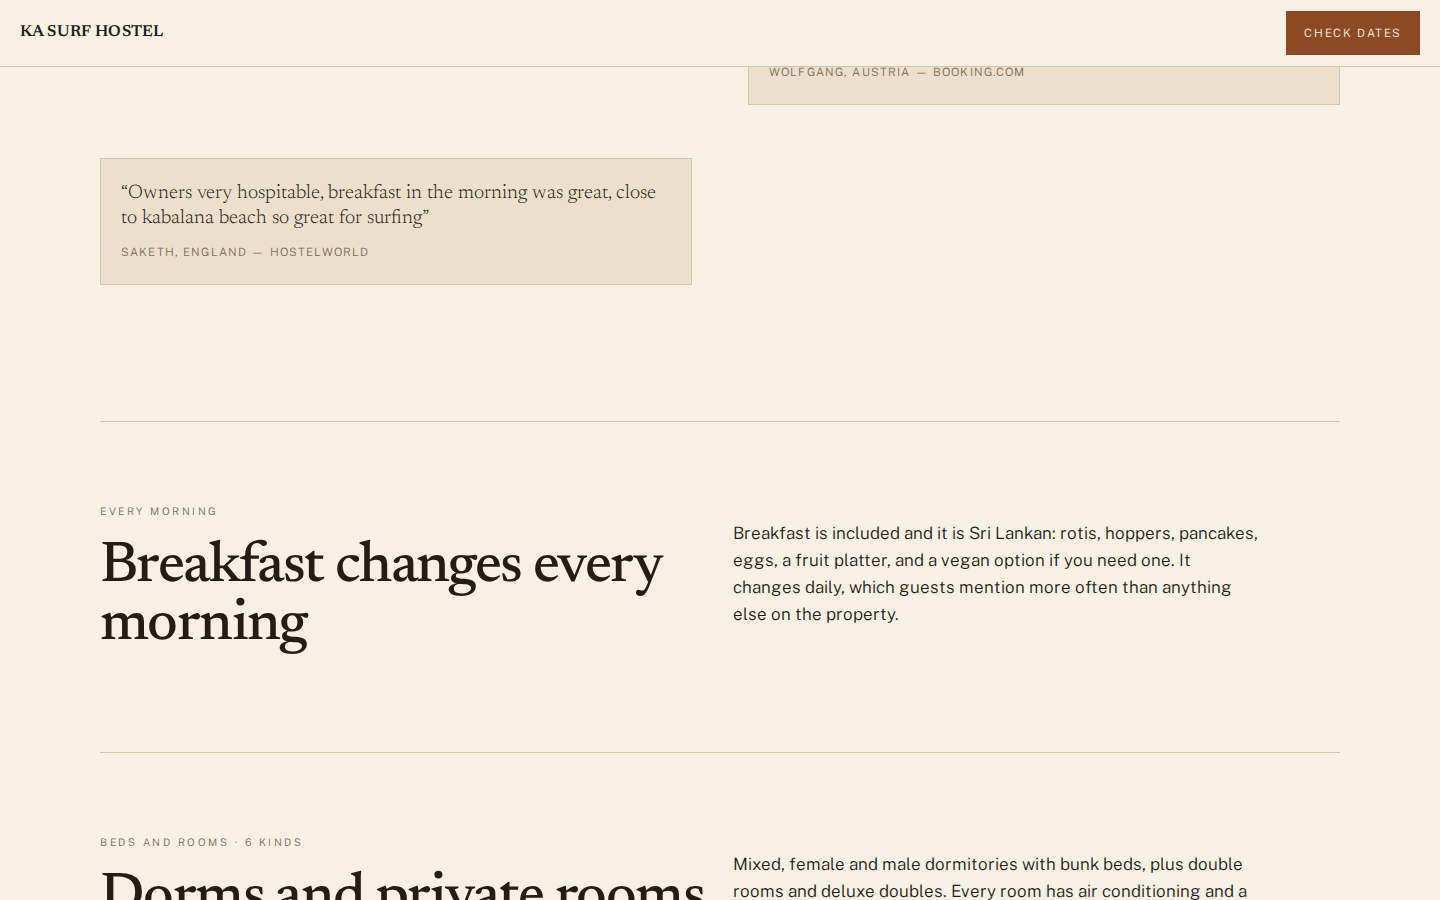 KA SURF HOSTEL
CHECK DATES
WOLFGANG, AUSTRIA — BOOKING.COM
“Owners very hospitable, breakfast in the morning was great, close
to kabalana beach so great for surfing”
SAKETH, ENGLAND — HOSTELWORLD
EVERY MORNING
Breakfast changes every
morning
Breakfast is included and it is Sri Lankan: rotis, hoppers, pancakes,
eggs, a fruit platter, and a vegan option if you need one. It
changes daily, which guests mention more often than anything
else on the property.
BEDS AND ROOMS · 6 KINDS
Dorms and private rooms
Mixed, female and male dormitories with bunk beds, plus double
rooms and deluxe doubles. Every room has air conditioning and a